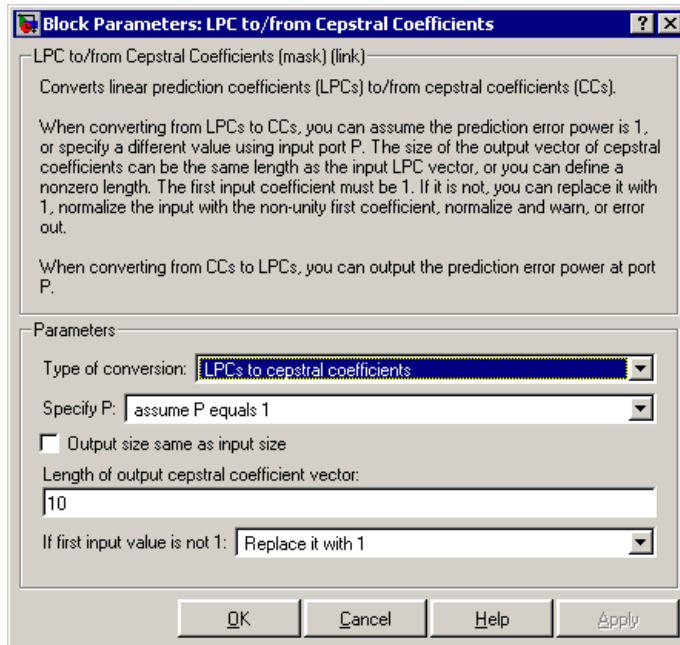 Block Parameters: LPC to/from Cepstral Coefficients
LPC to/from Cepstral Coefficients (mask) (link)
Converts linear prediction coefficients (LPCs) to/from cepstral coefficients (CCs).
When converting from LPCs to CCs, you can assume the prediction error power is 1,
or specify a different value using input port P. The size of the output vector of cepstral
coefficients can be the same length as the input LPC vector, or you can define a
nonzero length. The first input coefficient must be 1. If it is not, you can replace it with
1, normalize the input with the non-unity first coefficient, normalize and warn, or error
out.
When converting from CCs to LPCs, you can output the prediction error power at port
P.
Parameters
Type of conversion: LPCs to cepstral coefficients
Specify P: assume P equals 1
Output size same as input size
Length of output cepstral coefficient vector:
10
If first input value is not 1: Replace it with 1
OK Cancel Help Apply